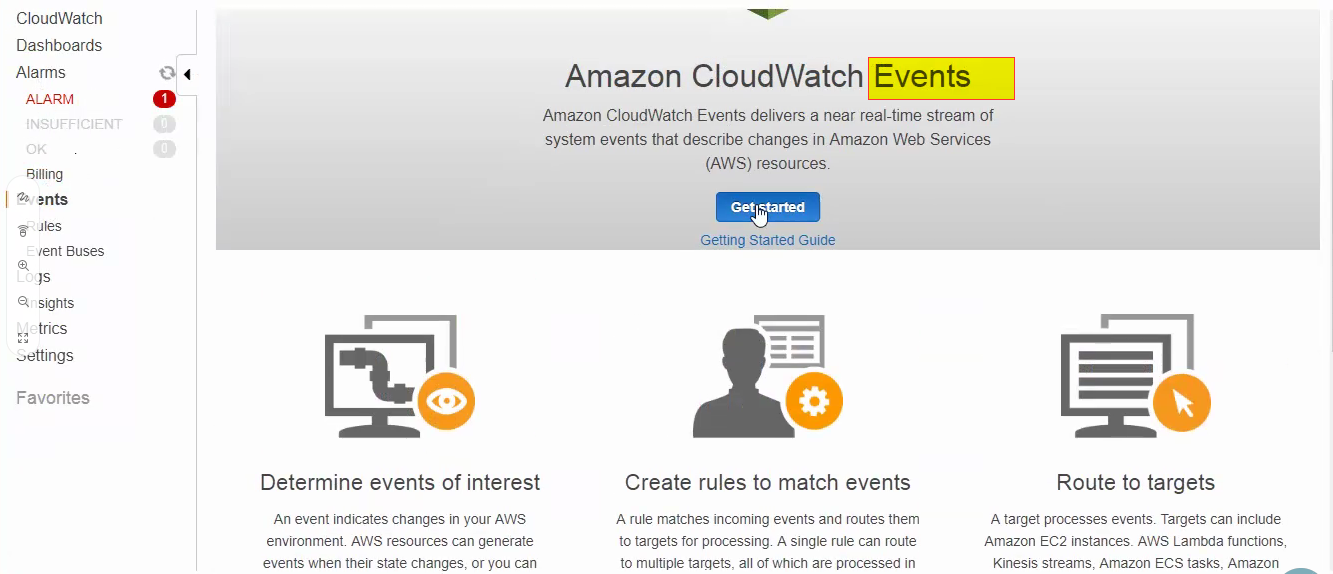 CloudWatch
Dashboards
Alarms
ALARM 1
INSUFFICIENT 0
OK 0
Billing
Events
Rules
Event Buses
Logs
Insights
Metrics
Settings
Favorites
Amazon CloudWatch Events
Amazon CloudWatch Events delivers a near real-time stream of
system events that describe changes in Amazon Web Services
(AWS) resources.
Get started
Getting Started Guide
Determine events of interest
An event indicates changes in your AWS
environment. AWS resources can generate
events when their state changes, or you can
Create rules to match events
A rule matches incoming events and routes them
to targets for processing. A single rule can route
to multiple targets, all of which are processed in
Route to targets
A target processes events. Targets can include
Amazon EC2 instances. AWS Lambda functions,
Kinesis streams, Amazon ECS tasks, Amazon